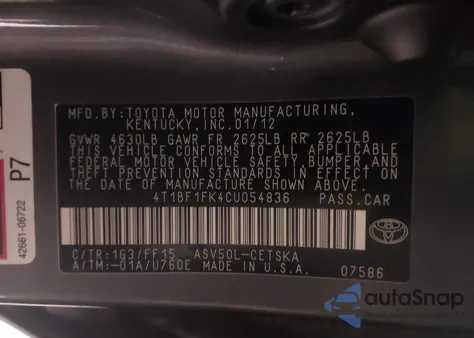 MFD.BY:TOYOTA MOTOR MANUFACTURING,
KENTUCKY,INC.01/12
GVWR 4630LB GAWR FR 2625LB RR 2625LB
THIS VEHICLE CONFORMS TO ALL APPLICABLE
FEDERAL MOTOR VEHICLE SAFETY, BUMPER, AND
THEFT PREVENTION STANDARDS IN EFFECT ON
THE DATE OF MANUFACTURE SHOWN ABOVE.
4T1BF1FK4CU054836 PASS.CAR
C/TR:1G3/FF15 ASV50L-CETSKA
A/TM:-01A/U760E MADE IN U.S.A. 07586
TOYOTA
P7
42661-06722
autoSnap
Powered by